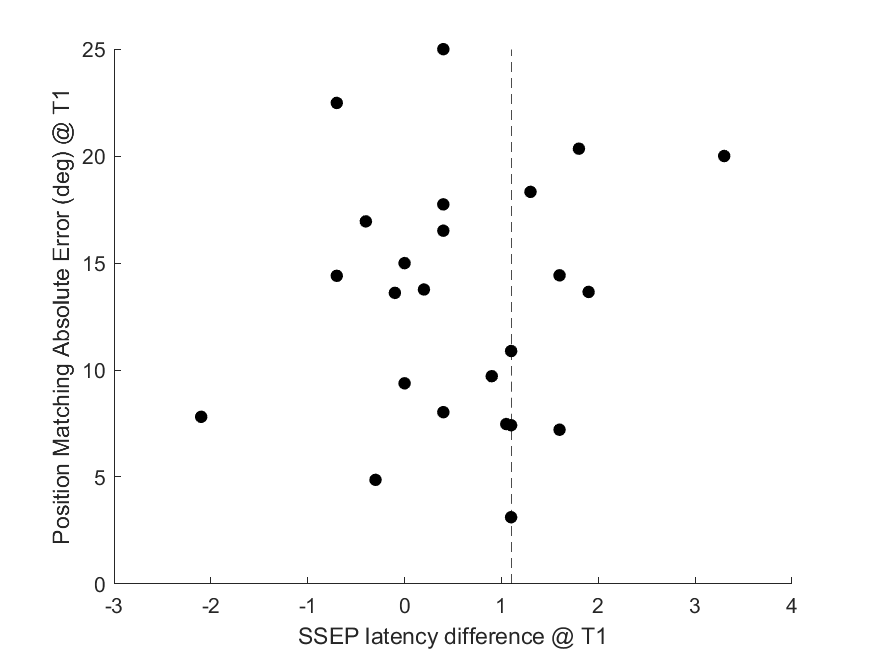 Position Matching Absolute Error (deg) @ T1
25
20
15
10
5
0
-3 -2 -1 0 1 2 3 4
SSEP latency difference @ T1